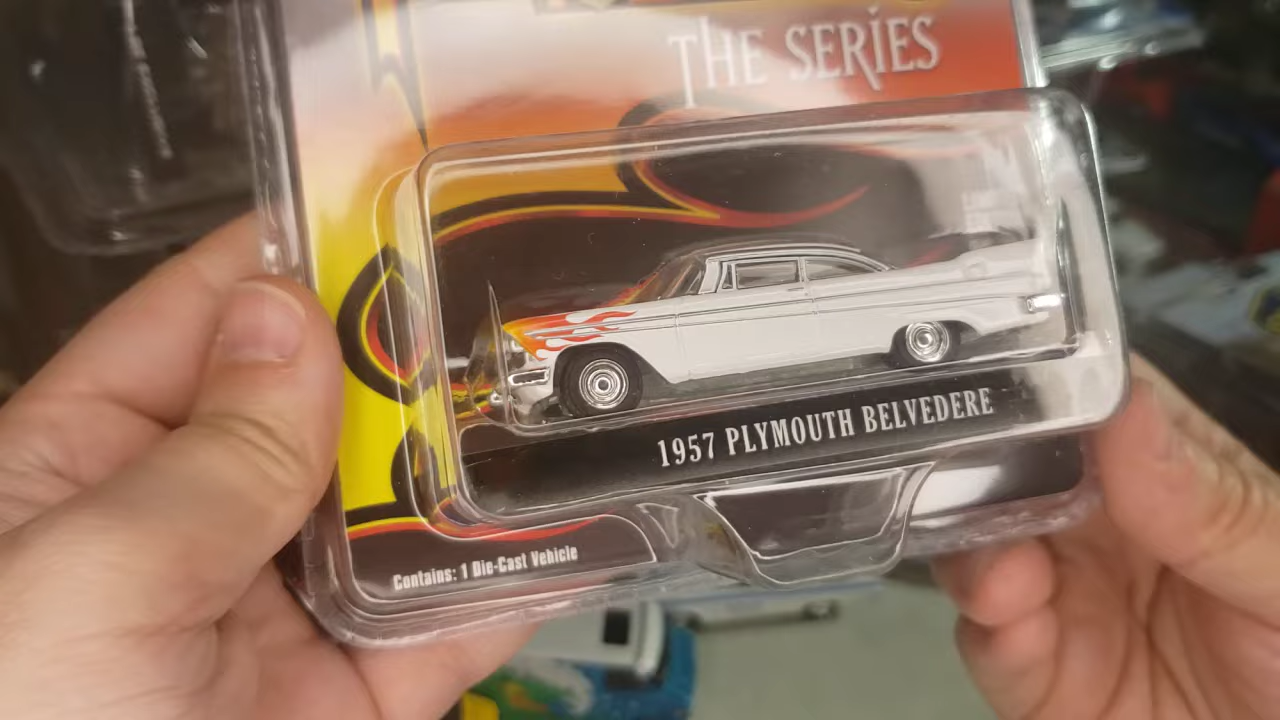 THE SERIES
1957 PLYMOUTH BELVEDERE
Contains: 1 Die-Cast Vehicle